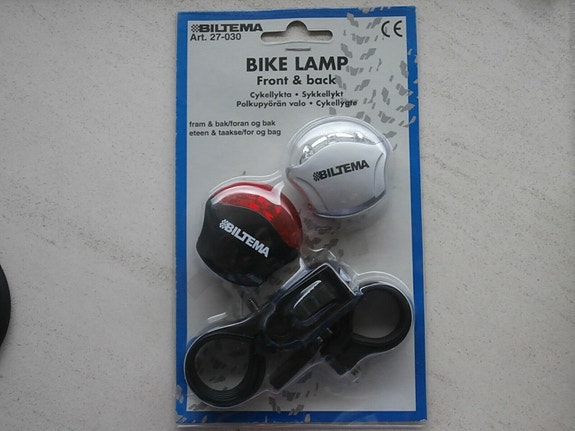 BILTEMA
Art. 27-030
CE
BIKE LAMP
Front & back
Cykellykta • Sykkellykt
Polkupyörän valo • Cykellygte
fram & bak/foran og bak
eteen & taakse/for og bag
BILTEMA
BILTEMA